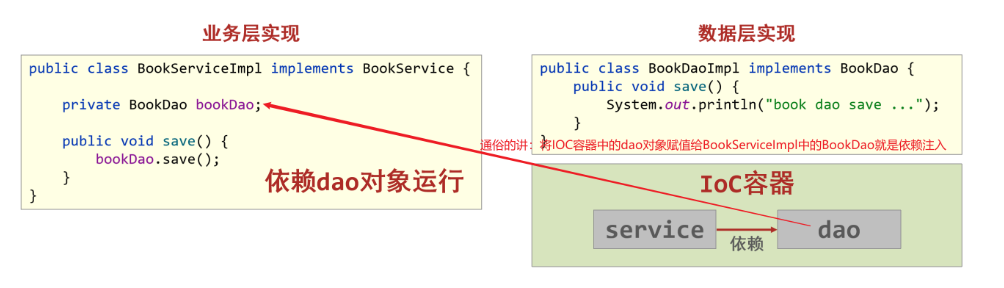 业务层实现
public class BookServiceImpl implements BookService {
private BookDao bookDao;
public void save() {
bookDao.save();
}
}
依赖dao对象运行
数据层实现
public class BookDaoImpl implements BookDao {
public void save() {
System.out.println("book dao save ...");
}
}
通俗的讲：将IOC容器中的dao对象赋值给BookServiceImpl中的BookDao就是依赖注入
IoC容器
service
依赖
dao